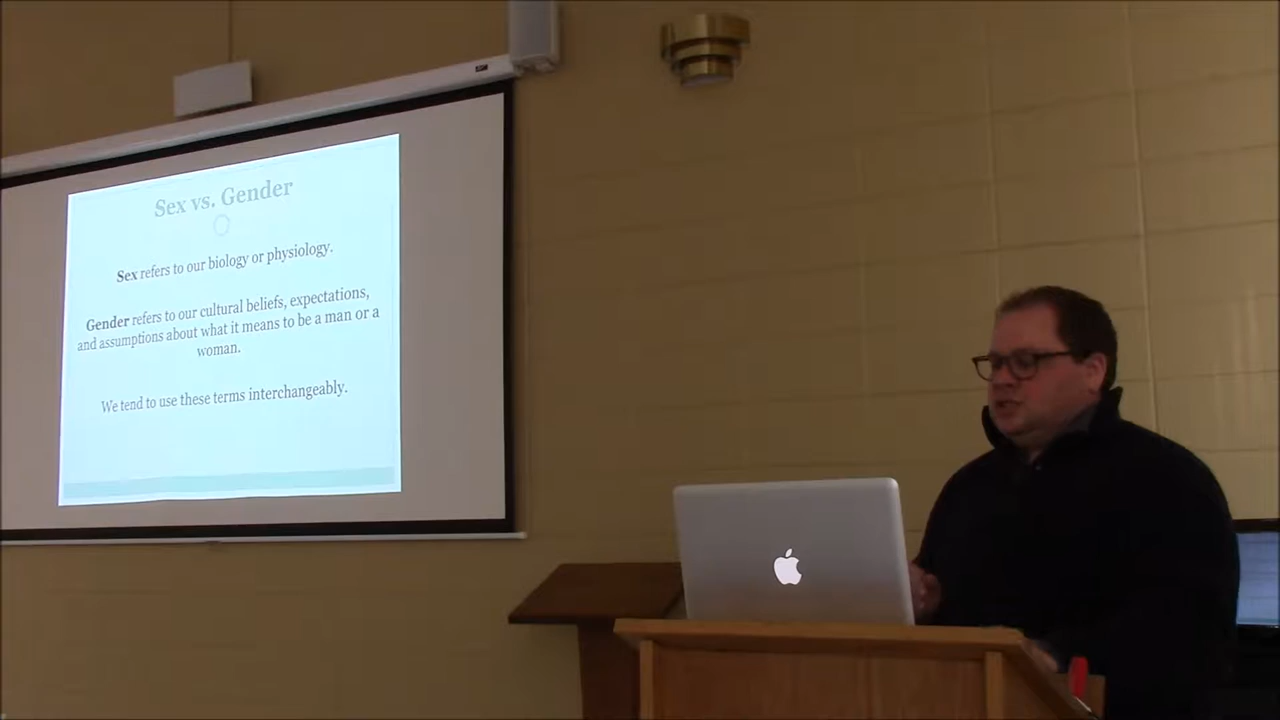 Sex vs. Gender
Sex refers to our biology or physiology.
Gender refers to our cultural beliefs, expectations,
and assumptions about what it means to be a man or a
woman.
We tend to use these terms interchangeably.